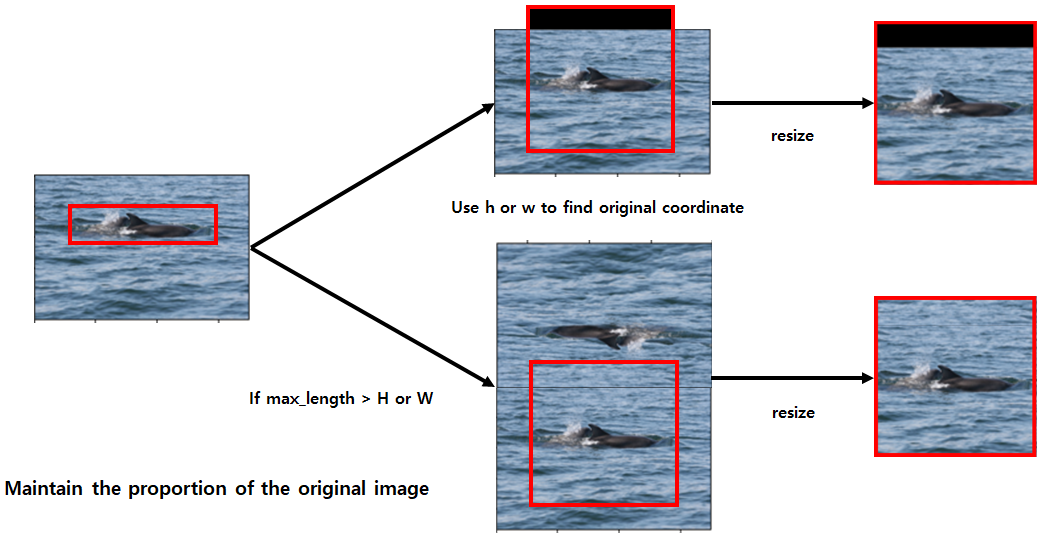 resize
Use h or w to find original coordinate
If max_length > H or W
resize
Maintain the proportion of the original image